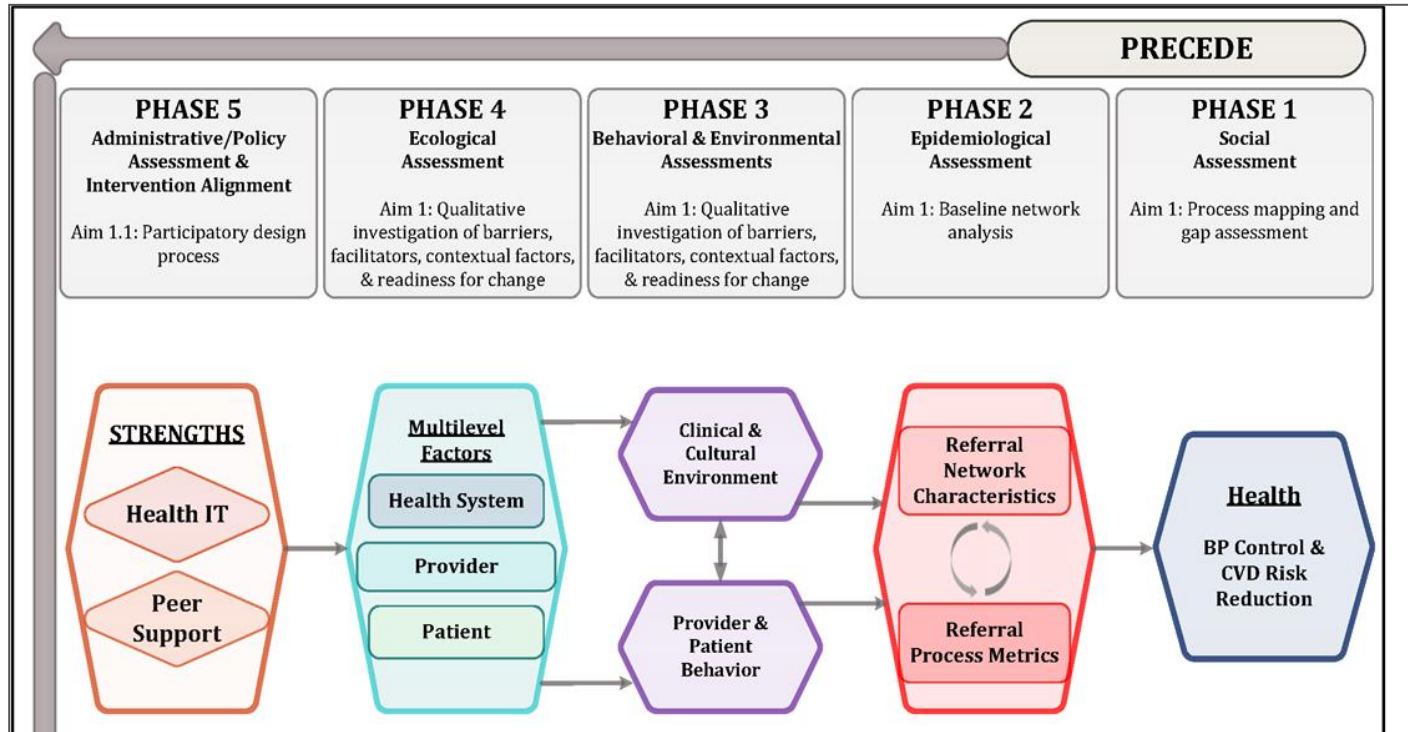 PRECEDE
PHASE 5
Administrative/Policy
Assessment &
Intervention Alignment
Aim 1.1: Participatory design
process
PHASE 4
Ecological
Assessment
Aim 1: Qualitative
investigation of barriers,
facilitators, contextual factors,
& readiness for change
PHASE 3
Behavioral & Environmental
Assessments
Aim 1: Qualitative
investigation of barriers,
facilitators, contextual factors,
& readiness for change
PHASE 2
Epidemiological
Assessment
Aim 1: Baseline network
analysis
PHASE 1
Social
Assessment
Aim 1: Process mapping and
gap assessment
STRENGTHS
Health IT
Peer
Support
Multilevel
Factors
Health System
Provider
Patient
Clinical &
Cultural
Environment
Provider &
Patient
Behavior
Referral
Network
Characteristics
Referral
Process Metrics
Health
BP Control &
CVD Risk
Reduction